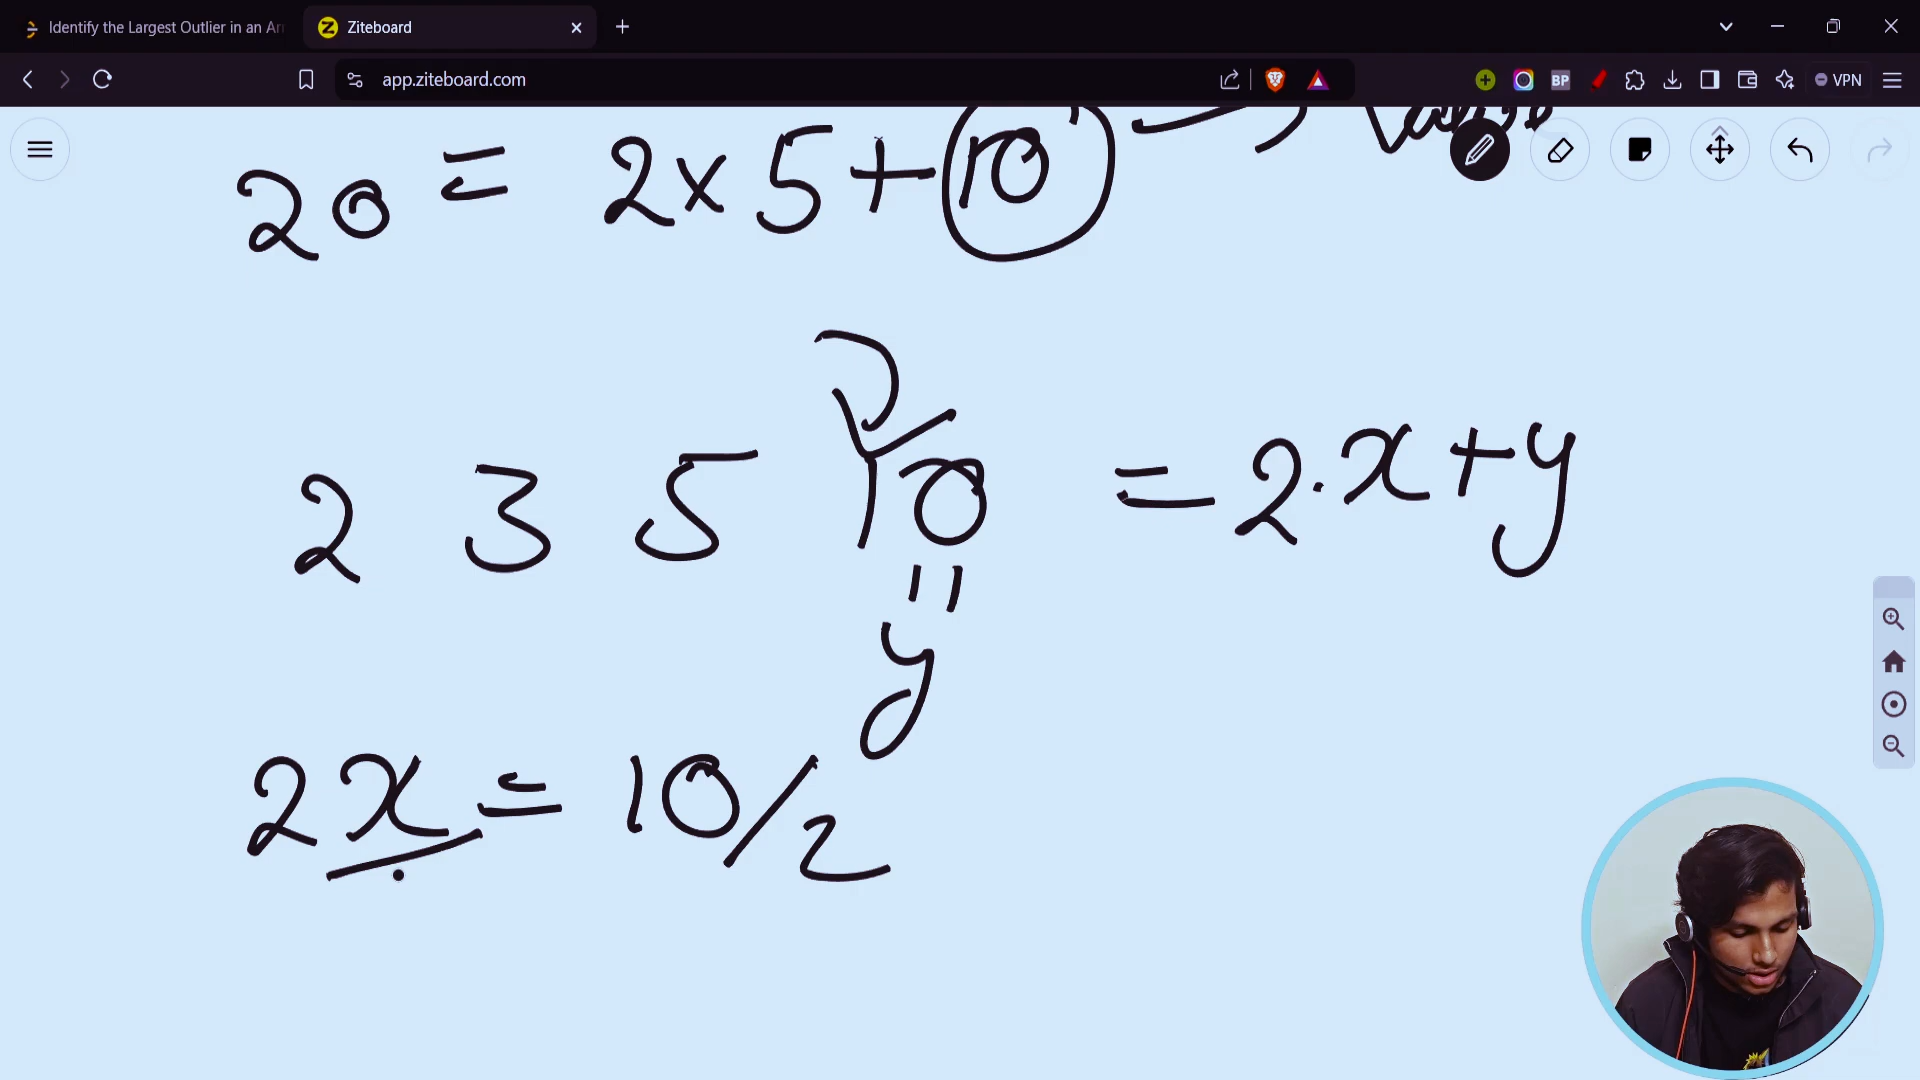 Identify the Largest Outlier in an Ar
Ziteboard
app.ziteboard.com
BP
VPN
20 = 2x5+10
2 3 5 10 = 2.x+y
"
y
2x = 10/2